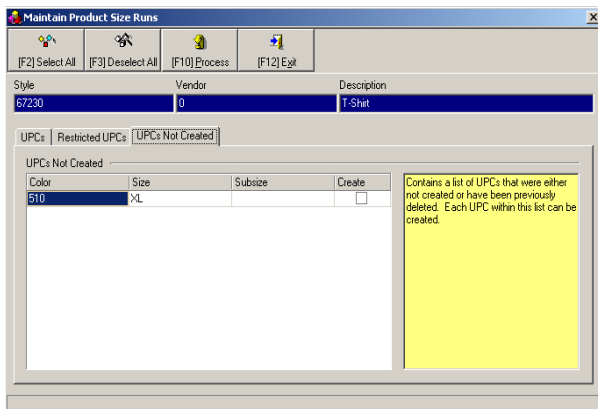 Maintain Product Size Runs
[F2] Select All [F3] Deselect All [F10] Process [F12] Exit
Style Vendor Description
67230 0 T-Shirt
UPCs Restricted UPCs UPCs Not Created
UPCs Not Created
Color Size Subsize Create
510 XL
Contains a list of UPCs that were either
not created or have been previously
deleted. Each UPC within this list can be
created.